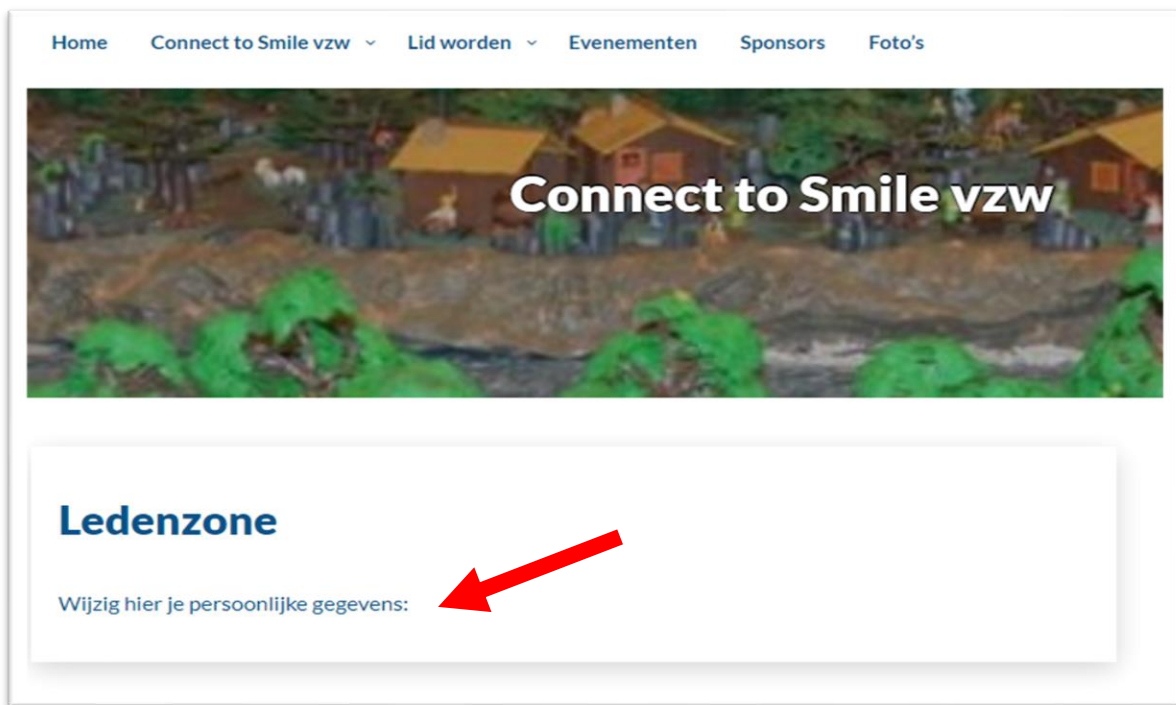 Home Connect to Smile vzw Lid worden Evenementen Sponsors Foto's
Connect to Smile vzw
Ledenzone
Wijzig hier je persoonlijke gegevens: